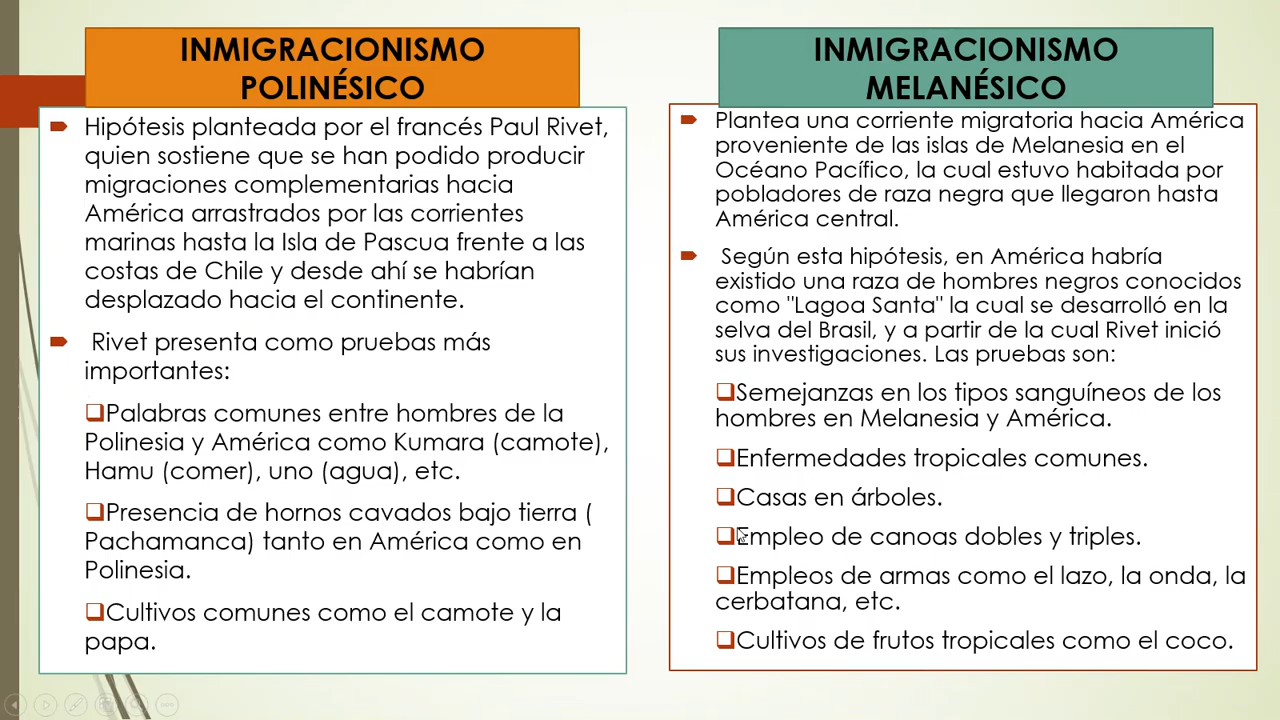 INMIGRACIONISMO
POLINÉSICO
Hipótesis planteada por el francés Paul Rivet,
quien sostiene que se han podido producir
migraciones complementarias hacia
América arrastrados por las corrientes
marinas hasta la Isla de Pascua frente a las
costas de Chile y desde ahí se habrían
desplazado hacia el continente.
Rivet presenta como pruebas más
importantes:
❑Palabras comunes entre hombres de la
Polinesia y América como Kumara (camote),
Hamu (comer), uno (agua), etc.
❑Presencia de hornos cavados bajo tierra (
Pachamanca) tanto en América como en
Polinesia.
❑Cultivos comunes como el camote y la
papa.
INMIGRACIONISMO
MELANÉSICO
Plantea una corriente migratoria hacia América
proveniente de las islas de Melanesia en el
Océano Pacífico, la cual estuvo habitada por
pobladores de raza negra que llegaron hasta
América central.
Según esta hipótesis, en América habría
existido una raza de hombres negros conocidos
como "Lagoa Santa" la cual se desarrolló en la
selva del Brasil, y a partir de la cual Rivet inició
sus investigaciones. Las pruebas son:
❑Semejanzas en los tipos sanguíneos de los
hombres en Melanesia y América.
❑Enfermedades tropicales comunes.
❑Casas en árboles.
❑Empleo de canoas dobles y triples.
❑Empleos de armas como el lazo, la onda, la
cerbatana, etc.
❑Cultivos de frutos tropicales como el coco.